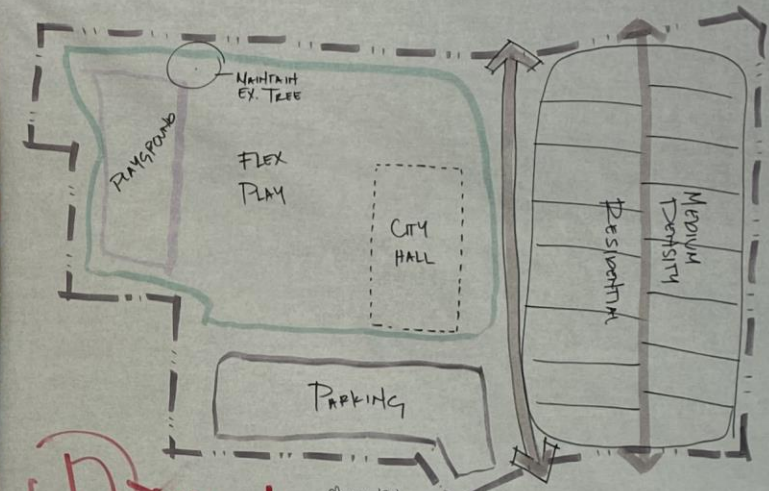 MAINTAIN
EX. TREE
PLAYGROUND
FLEX
PLAY
CITY
HALL
MEDIUM
DENSITY
RESIDENTIAL
PARKING